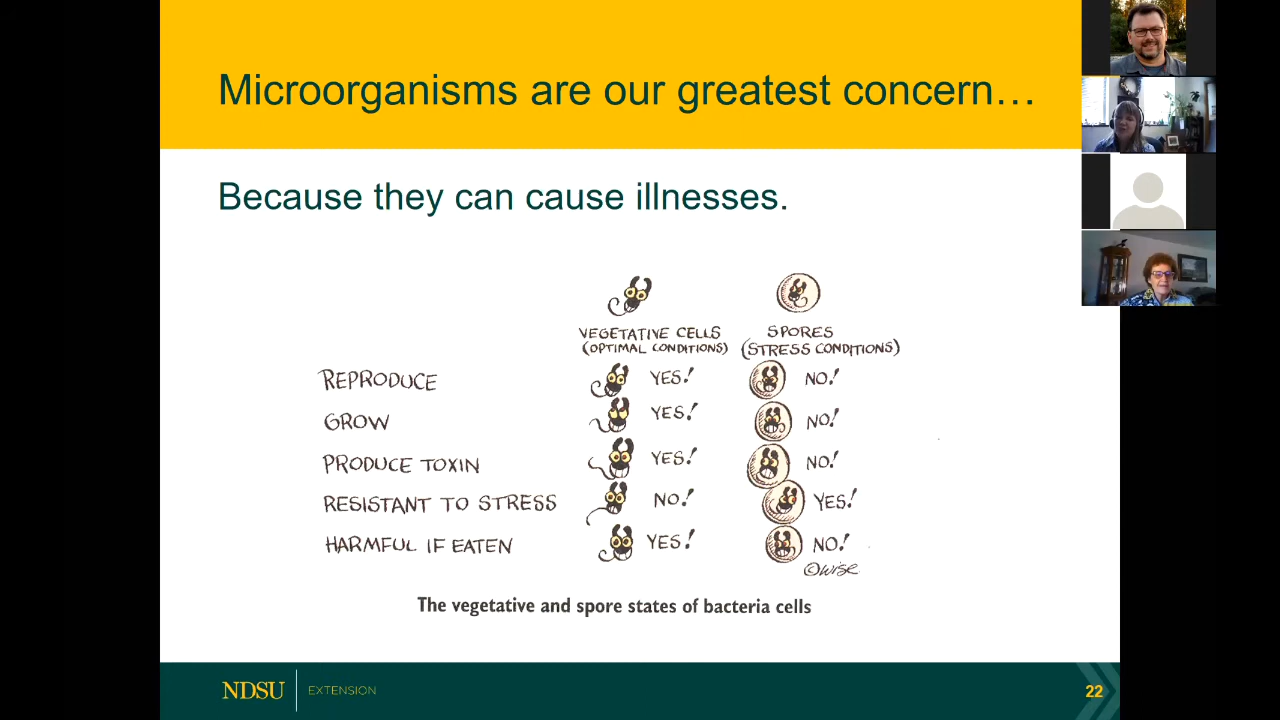 Microorganisms are our greatest concern…
Because they can cause illnesses.
VEGETATIVE CELLS
(OPTIMAL CONDITIONS)
SPORES
(STRESS CONDITIONS)
REPRODUCE YES! NO!
GROW YES! NO!
PRODUCE TOXIN YES! NO!
RESISTANT TO STRESS NO! YES!
HARMFUL IF EATEN YES! NO!
©wise
The vegetative and spore states of bacteria cells
NDSU EXTENSION 22